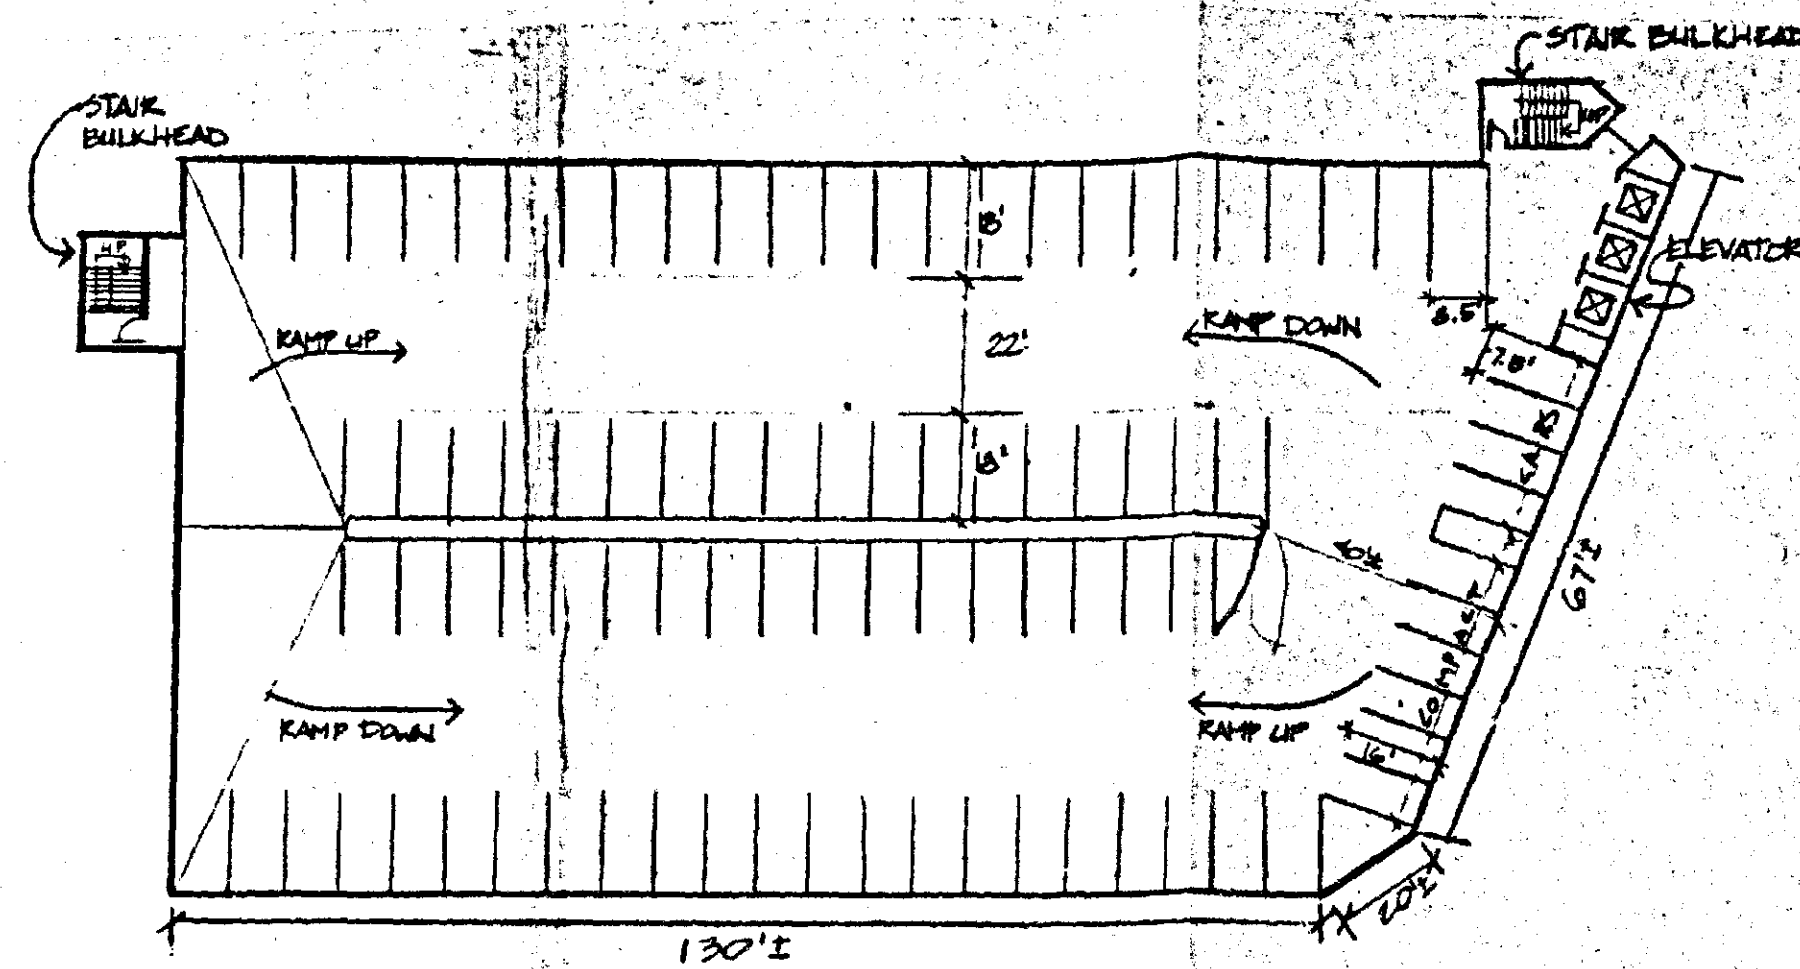 STAIR BULKHEAD
UP
STAIR
BULKHEAD
UP
18'
ELEVATOR
8.5'
RAMP UP
RAMP DOWN
22'
7.8'
CARS
18'
40'±
67'±
COMPACT
RAMP DOWN
RAMP UP
16'
20'±
130'±